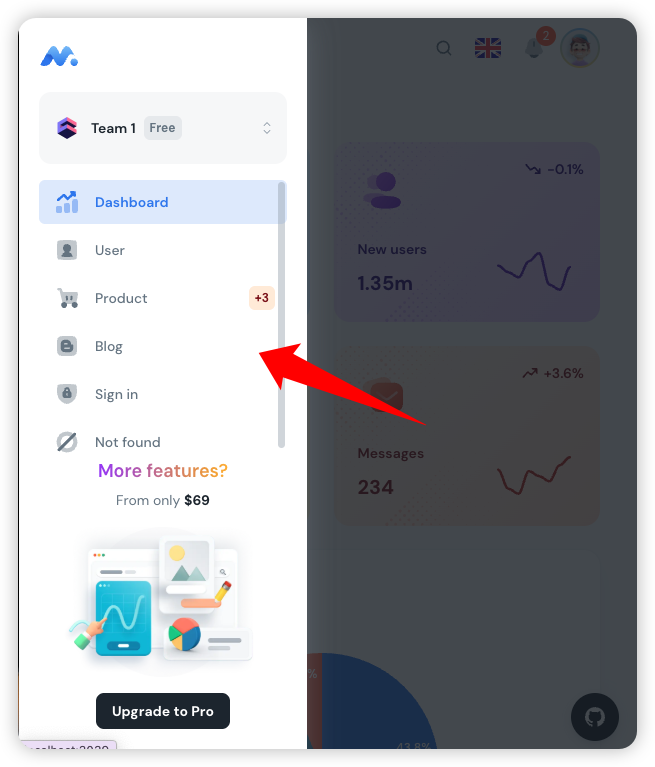 Team 1 Free
Dashboard
User
Product +3
Blog
Sign in
Not found
More features?
From only $69
Upgrade to Pro
2
-0.1%
New users
1.35m
+3.6%
Messages
234
43.8%